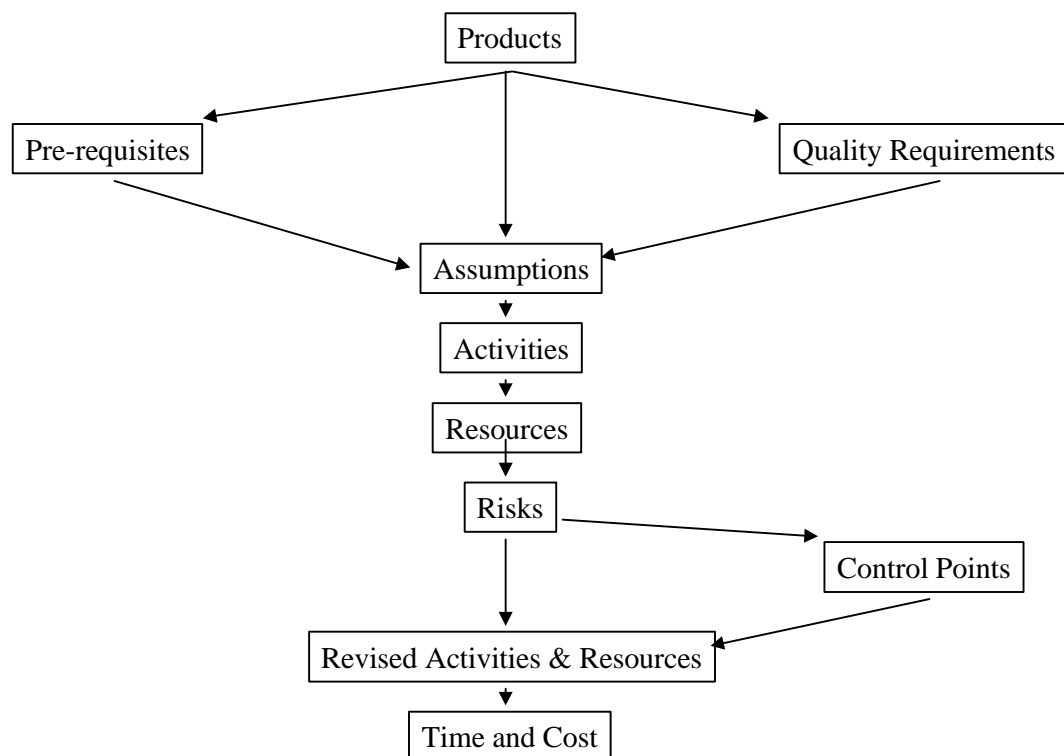 Products
Pre-requisites
Quality Requirements
Assumptions
Activities
Resources
Risks
Control Points
Revised Activities & Resources
Time and Cost